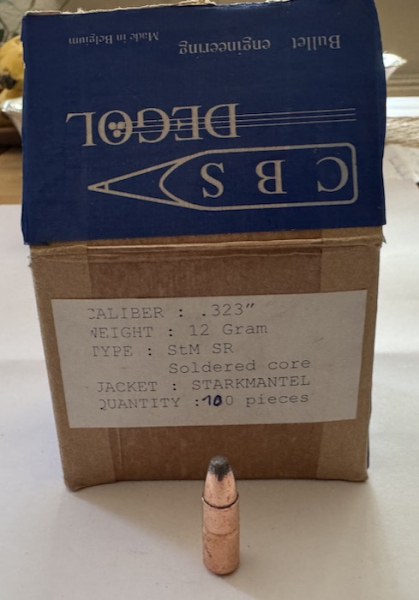 CBS
DEGOL
Bullet engineering Made in Belgium
CALIBER : .323"
WEIGHT : 12 Gram
TYPE : StM SR
Soldered core
JACKET : STARKMANTEL
QUANTITY :100 pieces